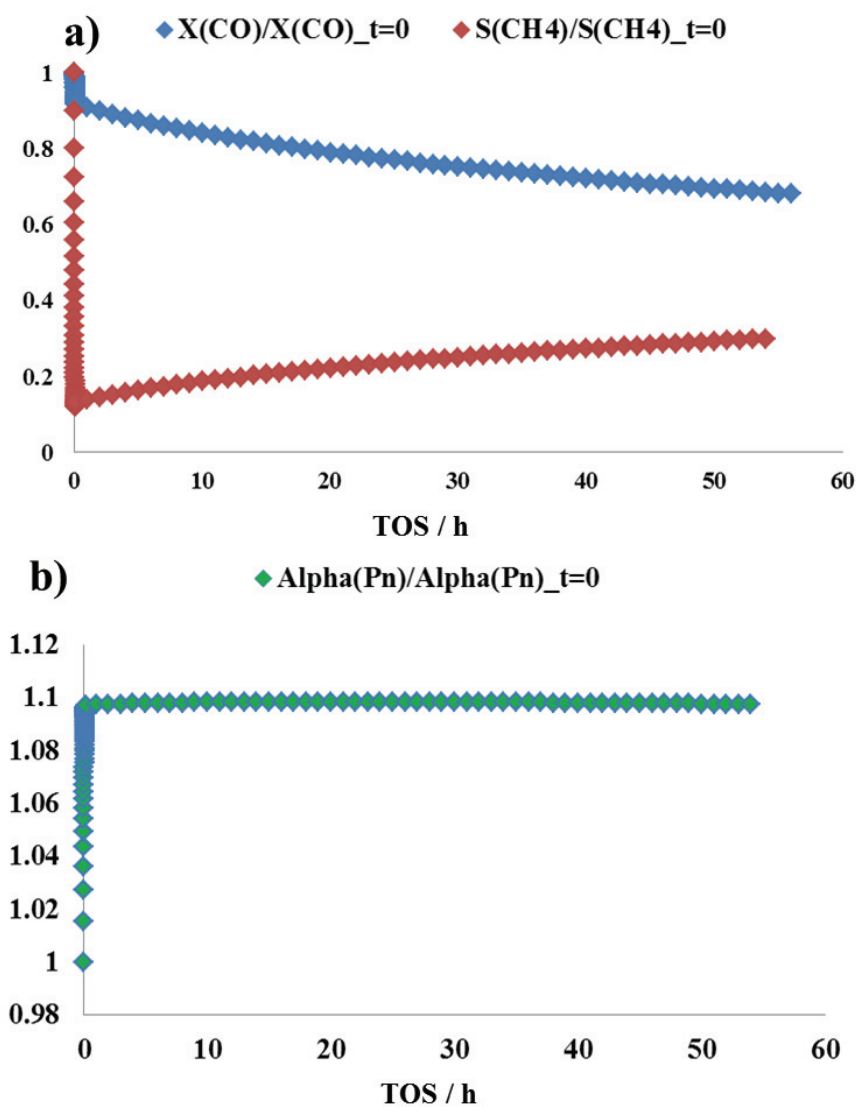 a)
X(CO)/X(CO)_t=0 S(CH4)/S(CH4)_t=0
1
0.8
0.6
0.4
0.2
0
0 10 20 30 40 50 60
TOS / h
b)
Alpha(Pn)/Alpha(Pn)_t=0
1.12
1.1
1.08
1.06
1.04
1.02
1
0.98
0 10 20 30 40 50 60
TOS / h